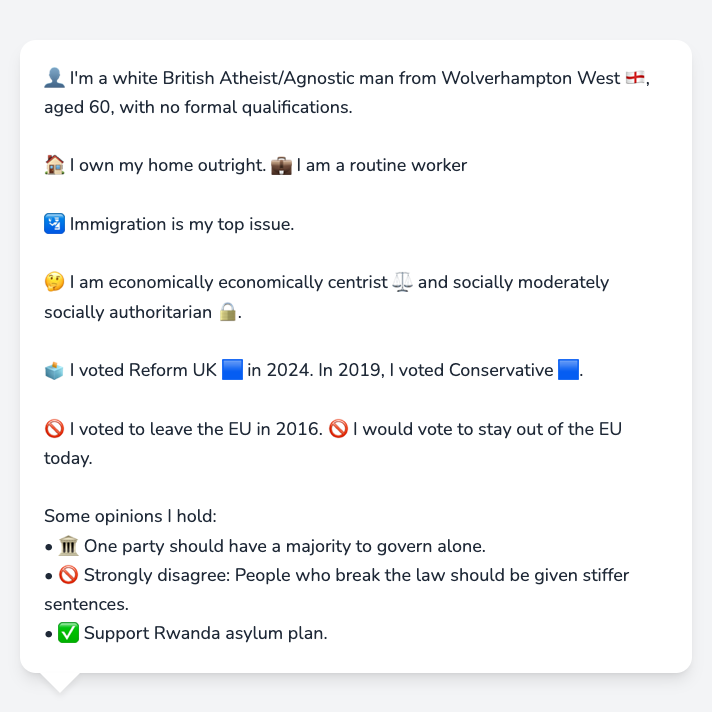 👤 I'm a white British Atheist/Agnostic man from Wolverhampton West 🏴󠁧󠁢󠁥󠁮󠁧󠁿,
aged 60, with no formal qualifications.
🏠 I own my home outright. 💼 I am a routine worker
🛂 Immigration is my top issue.
🤔 I am economically economically centrist ⚖️ and socially moderately
socially authoritarian 🔒.
🗳️ I voted Reform UK 🟦 in 2024. In 2019, I voted Conservative 🟦.
🚫 I voted to leave the EU in 2016. 🚫 I would vote to stay out of the EU
today.
Some opinions I hold:
• 🏛️ One party should have a majority to govern alone.
• 🚫 Strongly disagree: People who break the law should be given stiffer
sentences.
• ✅ Support Rwanda asylum plan.